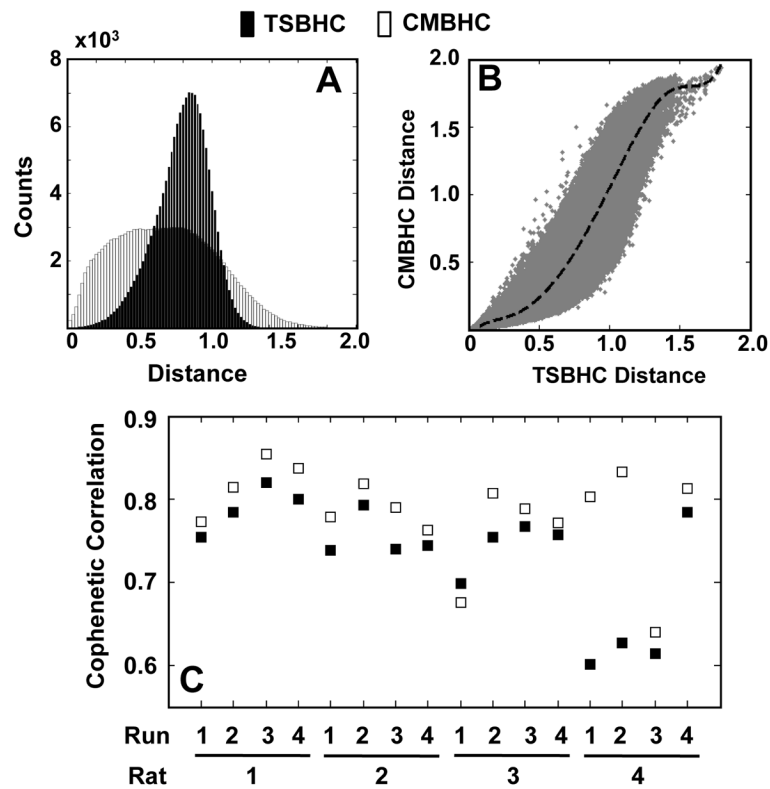 TSBHC CMBHC
x10³
A
8
6
4
2
0 0.5 1.0 1.5 2.0
Counts
Distance
B
2.0
1.5
1.0
0.5
0 0.5 1.0 1.5 2.0
CMBHC Distance
TSBHC Distance
0.9
0.8
0.7
0.6
Cophenetic Correlation
C
Run 1 2 3 4 1 2 3 4 1 2 3 4 1 2 3 4
Rat 1 2 3 4